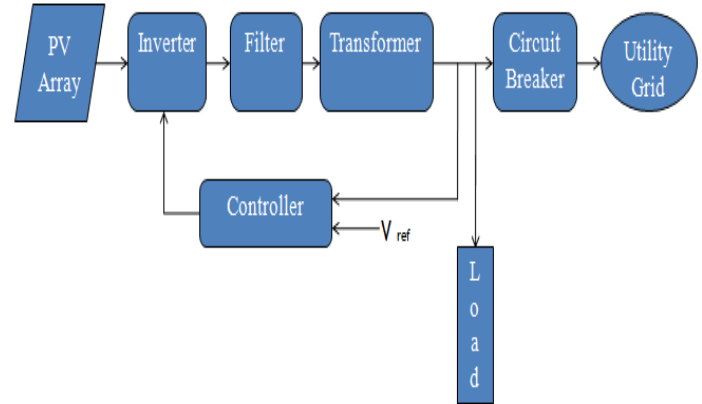 PV
Array
Inverter
Filter
Transformer
Circuit
Breaker
Utility
Grid
Controller
V ref
L
o
a
d